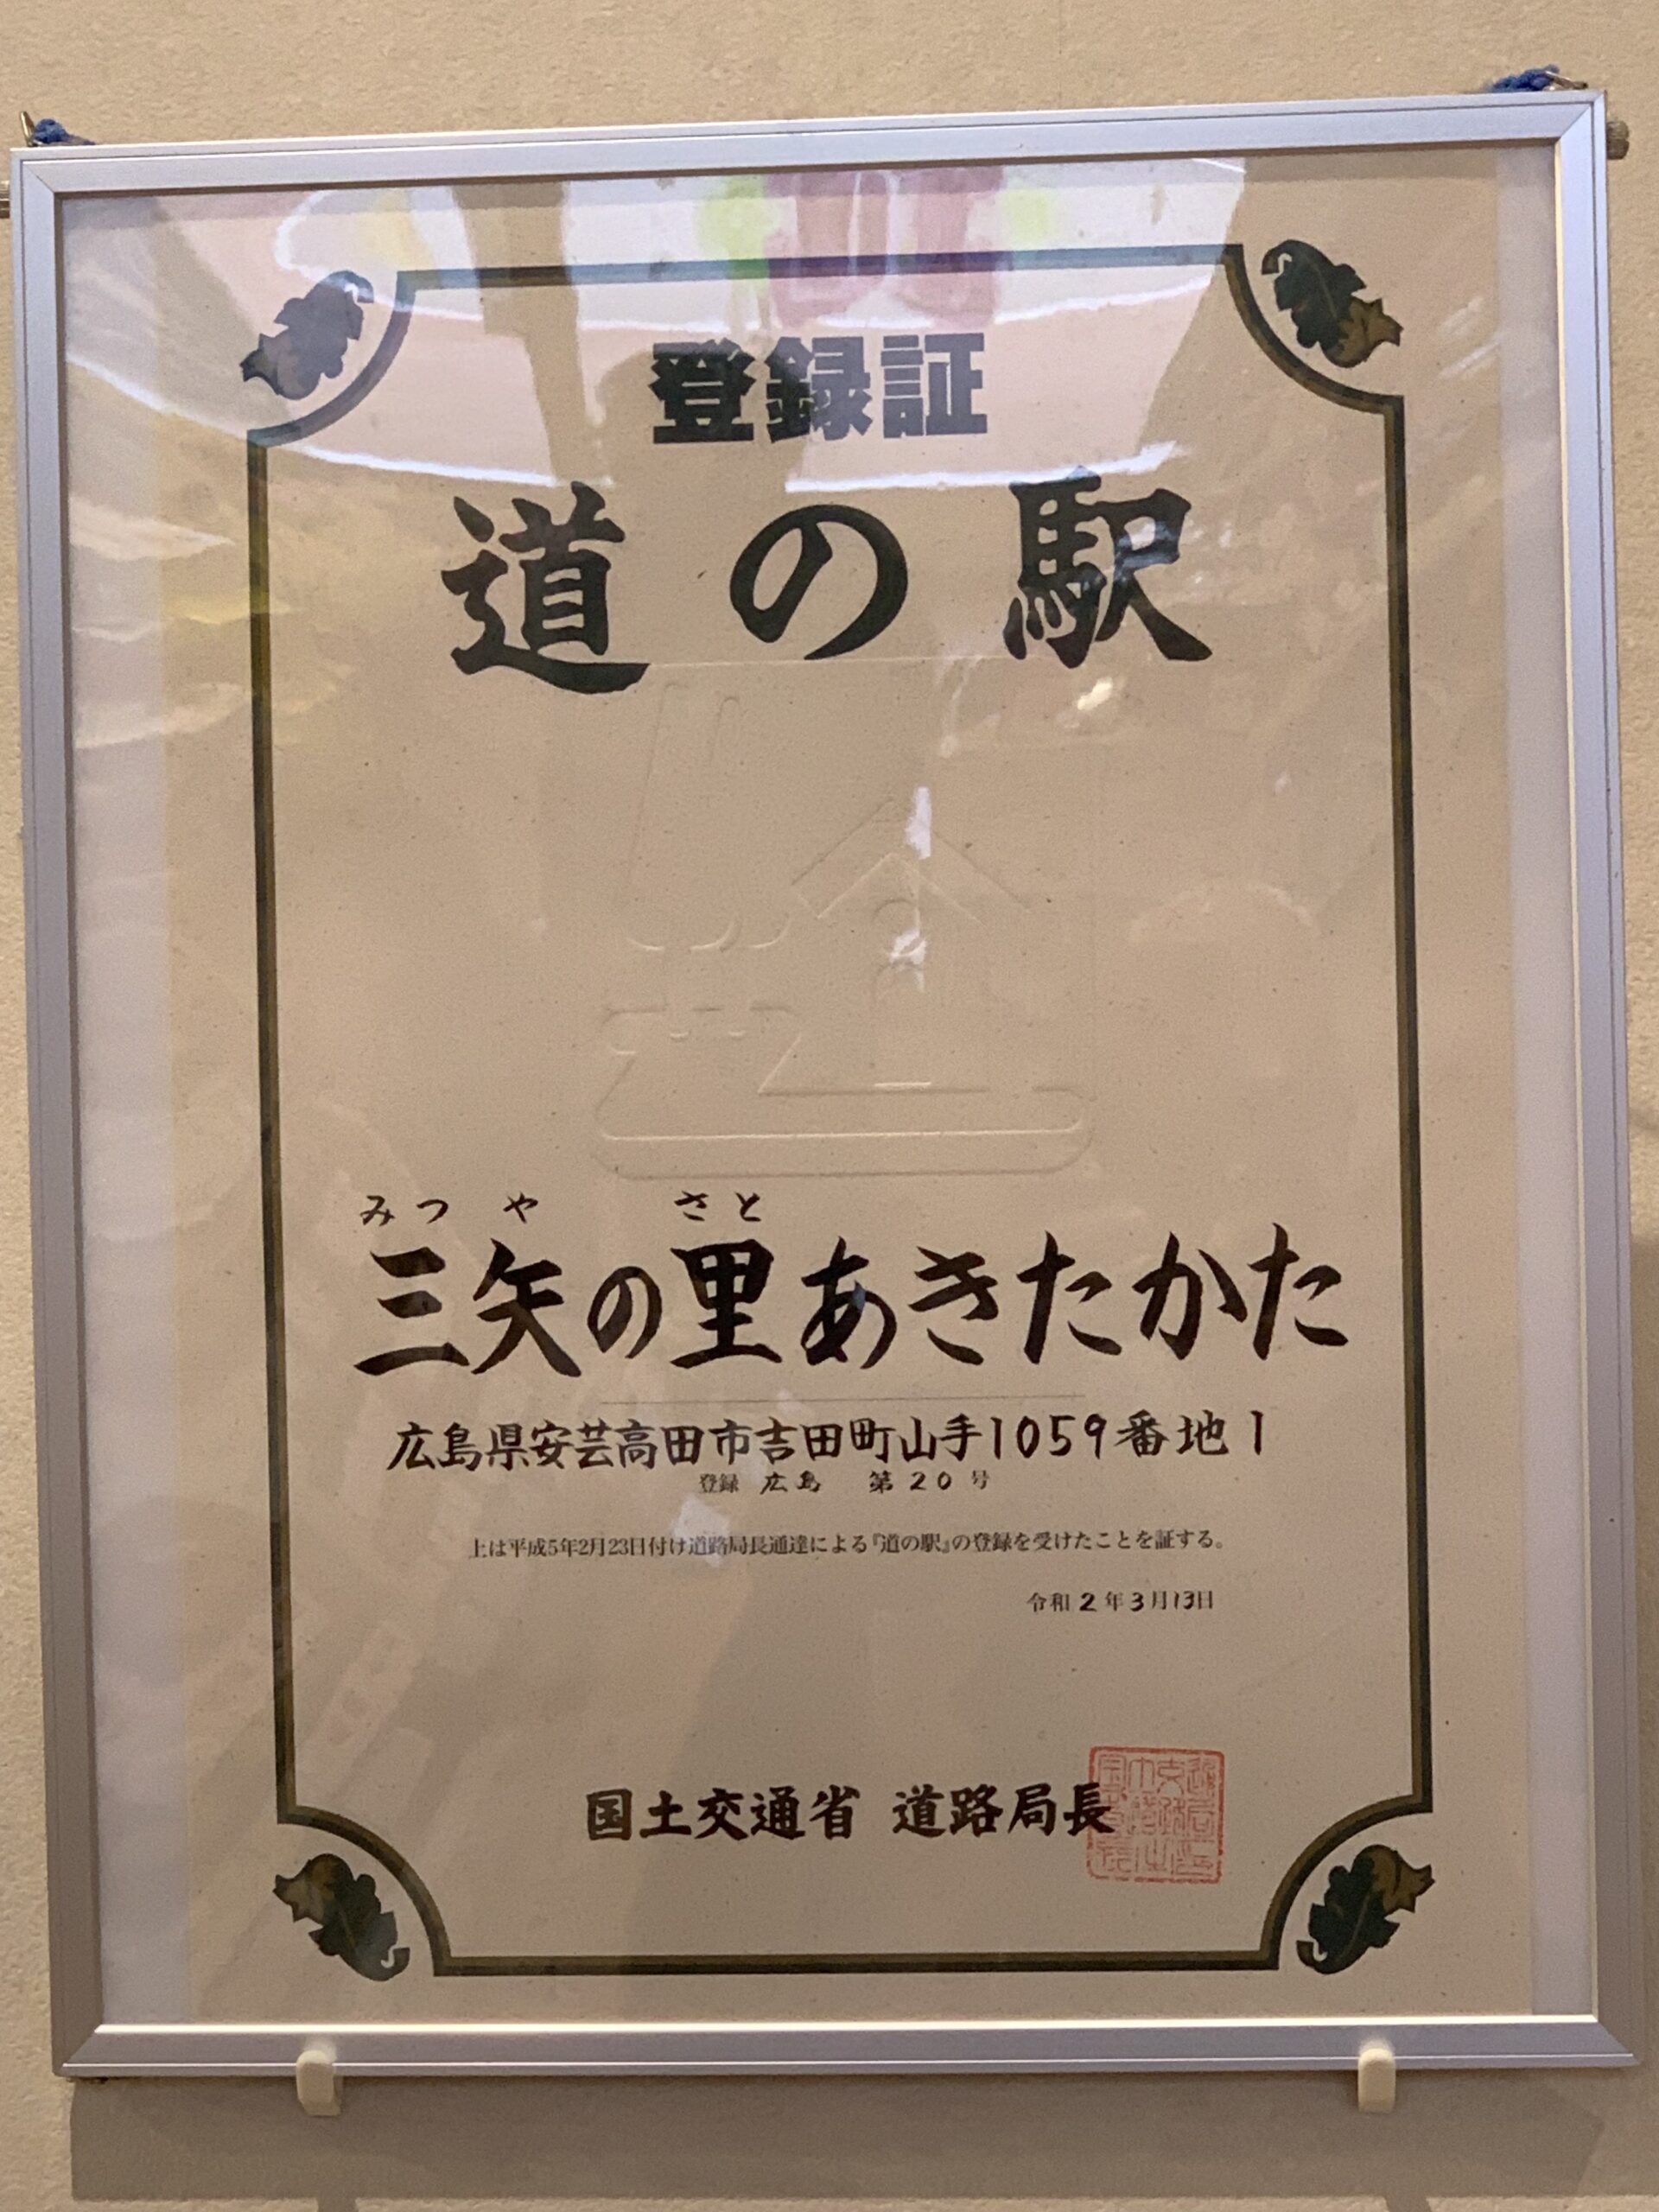 登録証
道の駅
みつ や さと
三矢の里あきたかた
広島県安芸高田市吉田町山手1059番地1
登録 広島 第20号
上は平成5年2月23日付け道路局長通達による『道の駅』の登録を受けたことを証する。
令和2年3月13日
国土交通省 道路局長